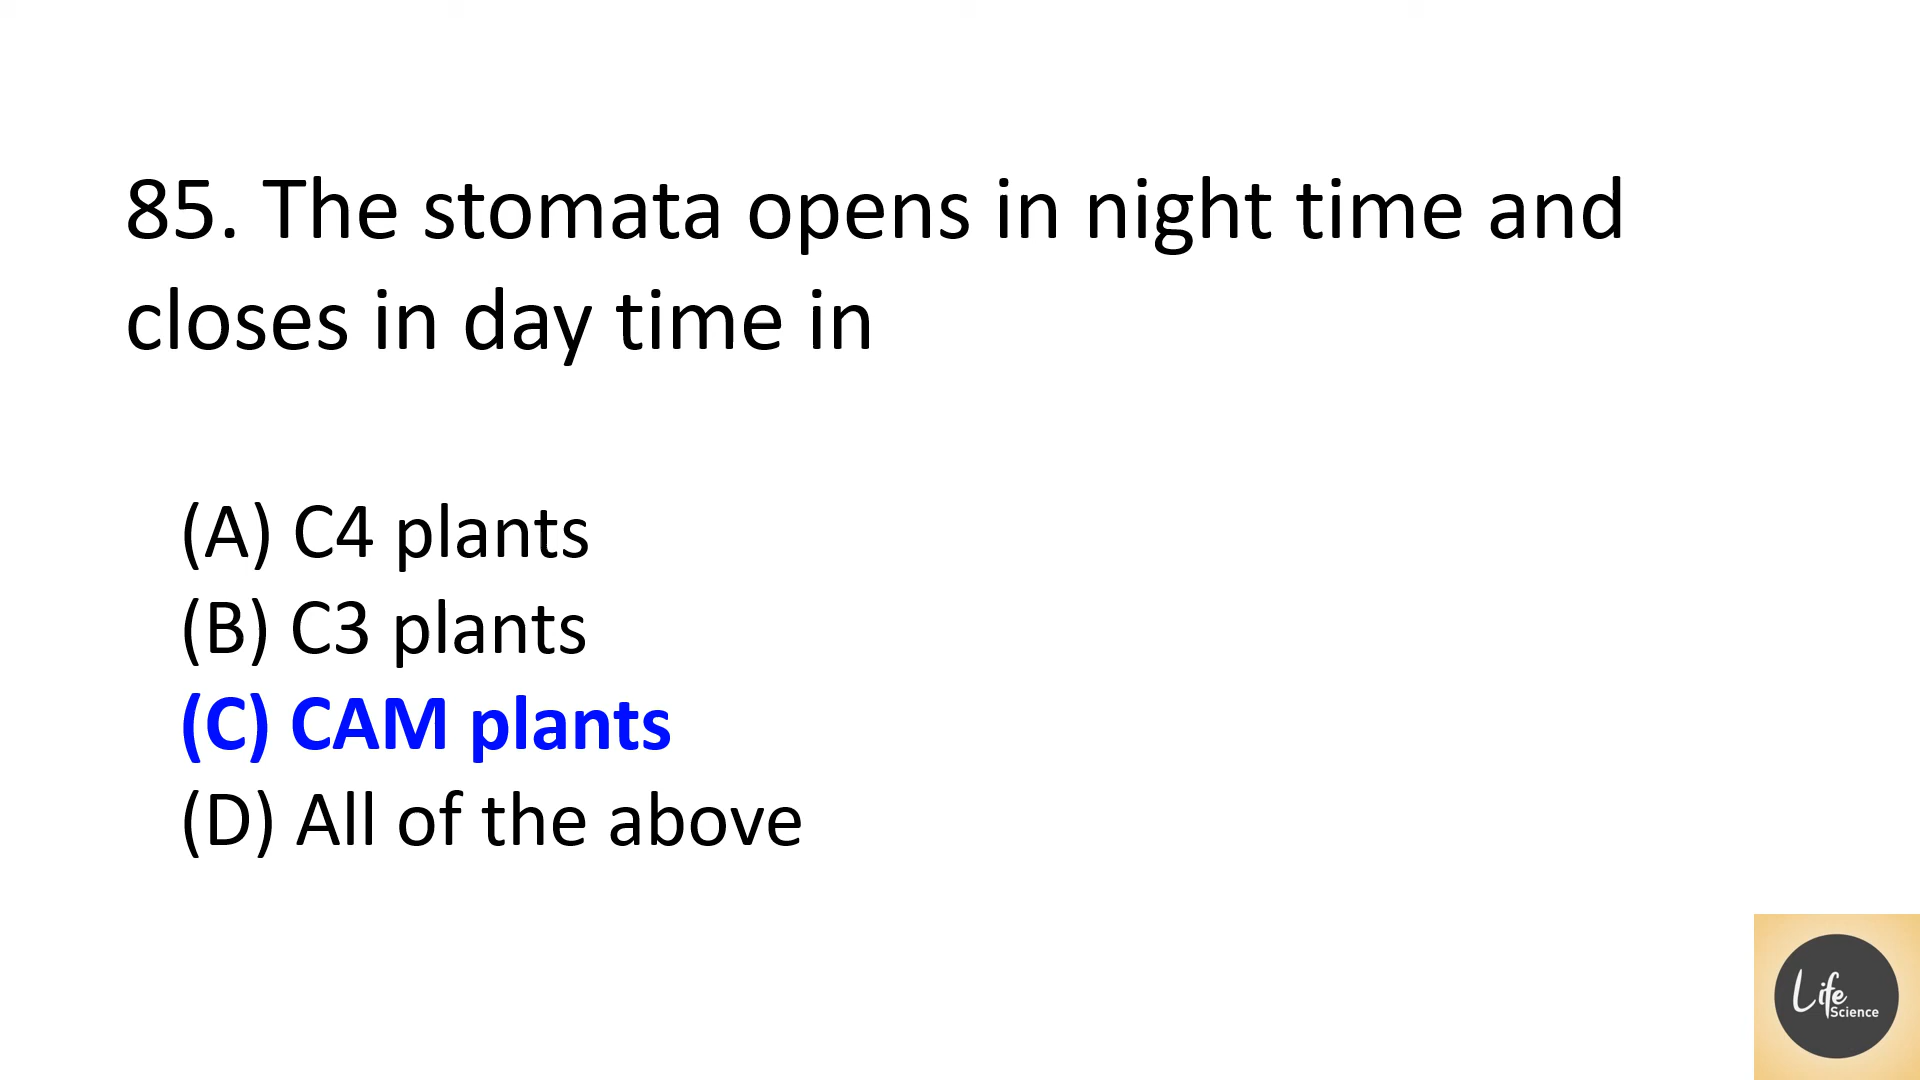 85. The stomata opens in night time and
closes in day time in
(A) C4 plants
(B) C3 plants
(C) CAM plants
(D) All of the above
Life
Science